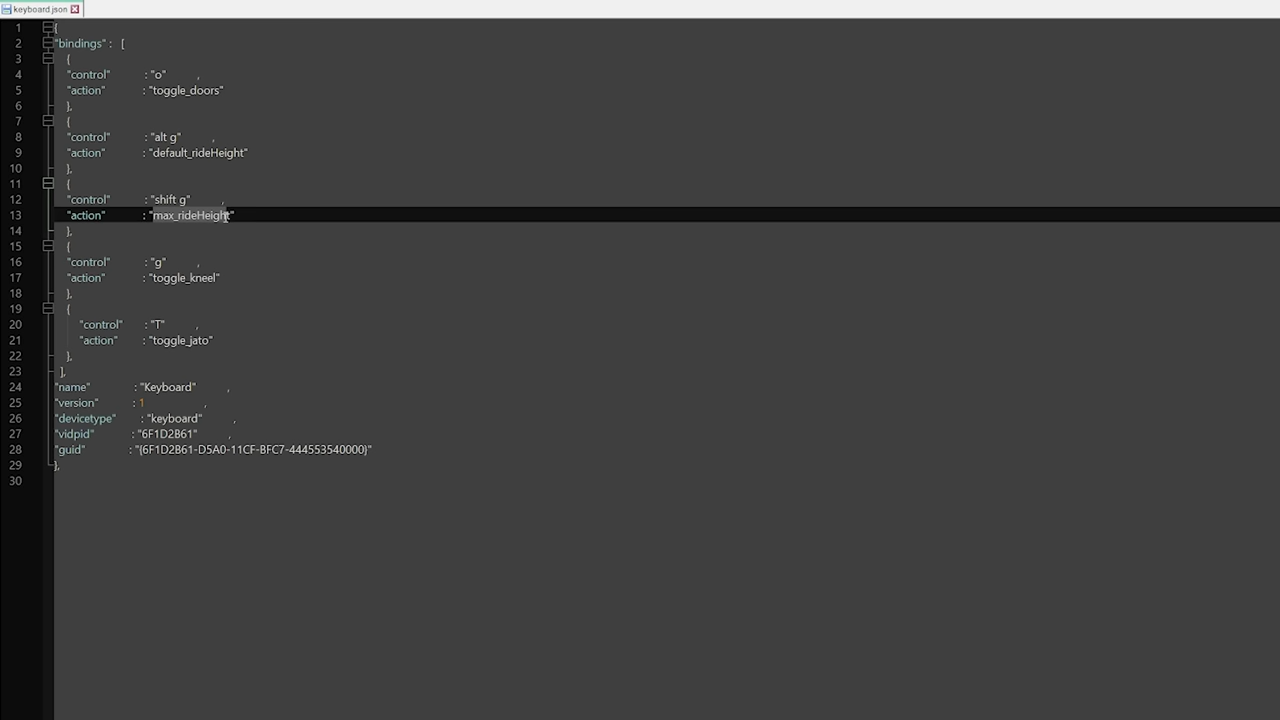 keyboard.json
1 {
2 "bindings" : [
3 {
4 "control" : "o" ,
5 "action" : "toggle_doors"
6 },
7 {
8 "control" : "alt g" ,
9 "action" : "default_rideHeight"
10 },
11 {
12 "control" : "shift g" ,
13 "action" : "max_rideHeight"
14 },
15 {
16 "control" : "g" ,
17 "action" : "toggle_kneel"
18 },
19 {
20 "control" : "T" ,
21 "action" : "toggle_jato"
22 },
23 ],
24 "name" : "Keyboard" ,
25 "version" : 1 ,
26 "devicetype" : "keyboard" ,
27 "vidpid" : "6F1D2B61" ,
28 "guid" : "{6F1D2B61-D5A0-11CF-BFC7-444553540000}"
29 },
30